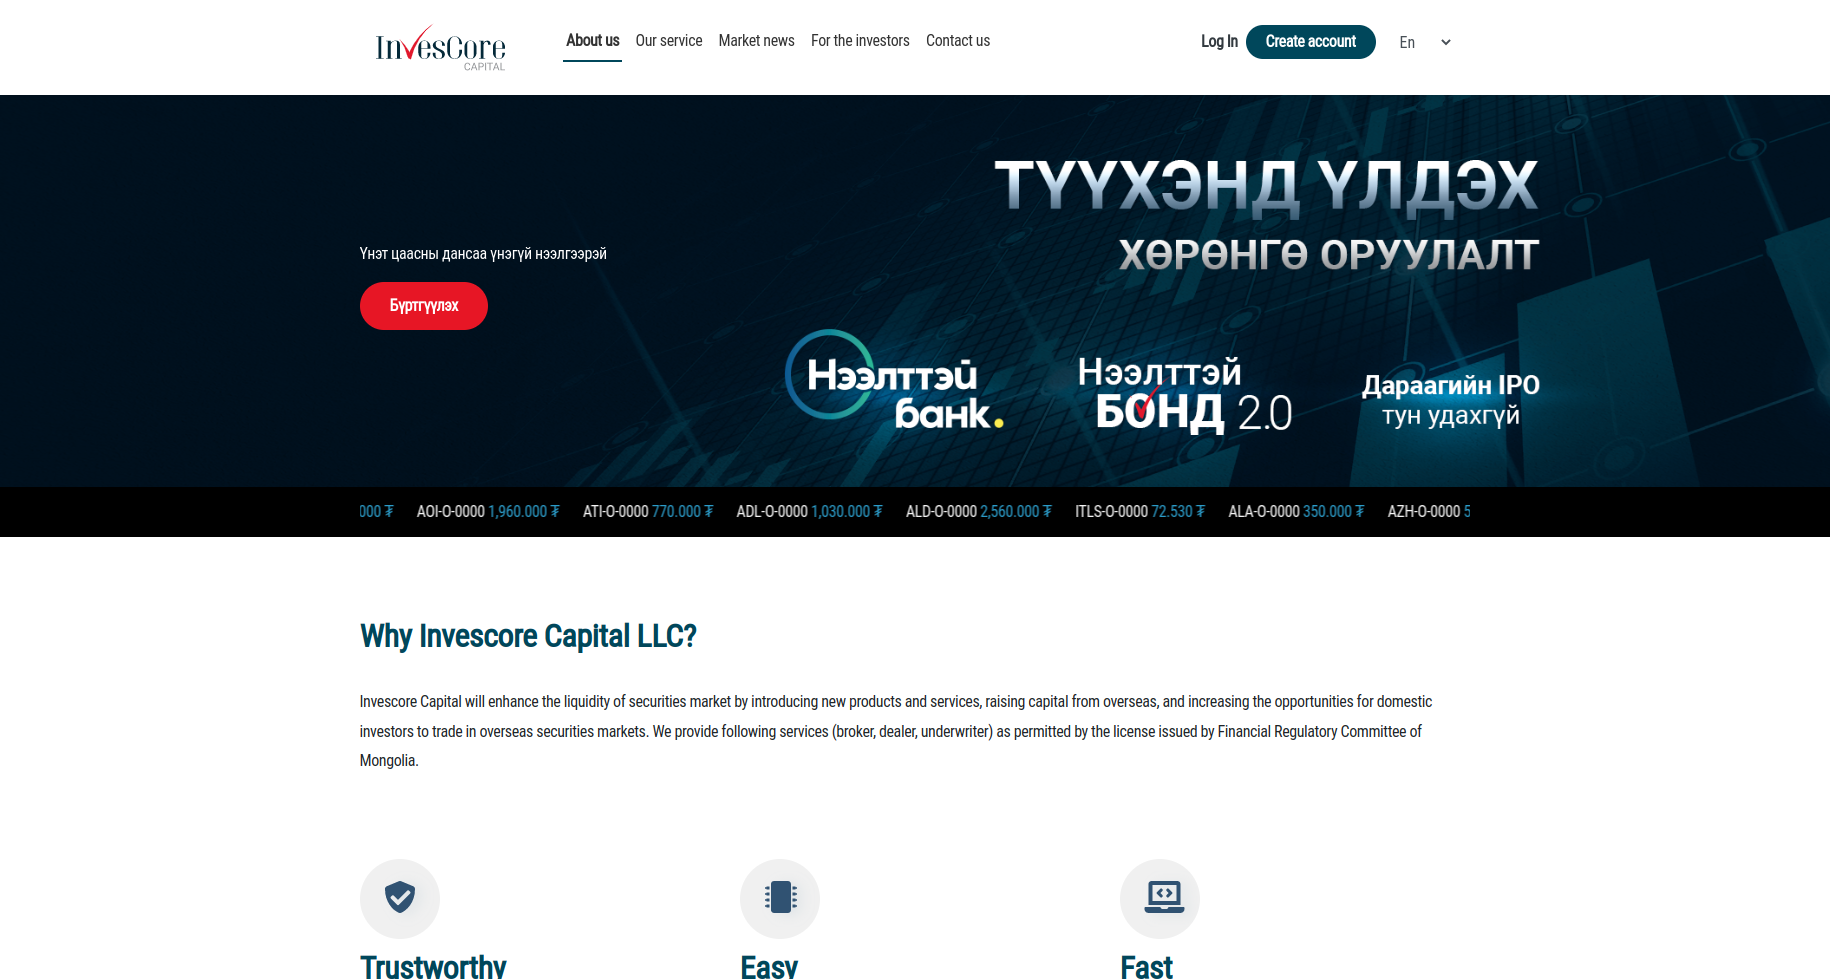 InvesCore
CAPITAL
About us
Our service
Market news
For the investors
Contact us
Log In
Create account
En
ТҮҮХЭНД ҮЛДЭХ
ХӨРӨНГӨ ОРУУЛАЛТ
Үнэт цаасны дансаа үнэгүй нээлгээрэй
Бүртгүүлэх
Нээлттэй
банк.
Нээлттэй
БОНД 2.0
Дараагийн IPO
тун удахгүй
000 ₮ AOI-O-0000 1,960.000 ₮ ATI-O-0000 770.000 ₮ ADL-O-0000 1,030.000 ₮ ALD-O-0000 2,560.000 ₮ ITLS-O-0000 72.530 ₮ ALA-O-0000 350.000 ₮ AZH-O-0000 5
Why Invescore Capital LLC?
Invescore Capital will enhance the liquidity of securities market by introducing new products and services, raising capital from overseas, and increasing the opportunities for domestic
investors to trade in overseas securities markets. We provide following services (broker, dealer, underwriter) as permitted by the license issued by Financial Regulatory Committee of
Mongolia.
Trustworthy
Easy
Fast